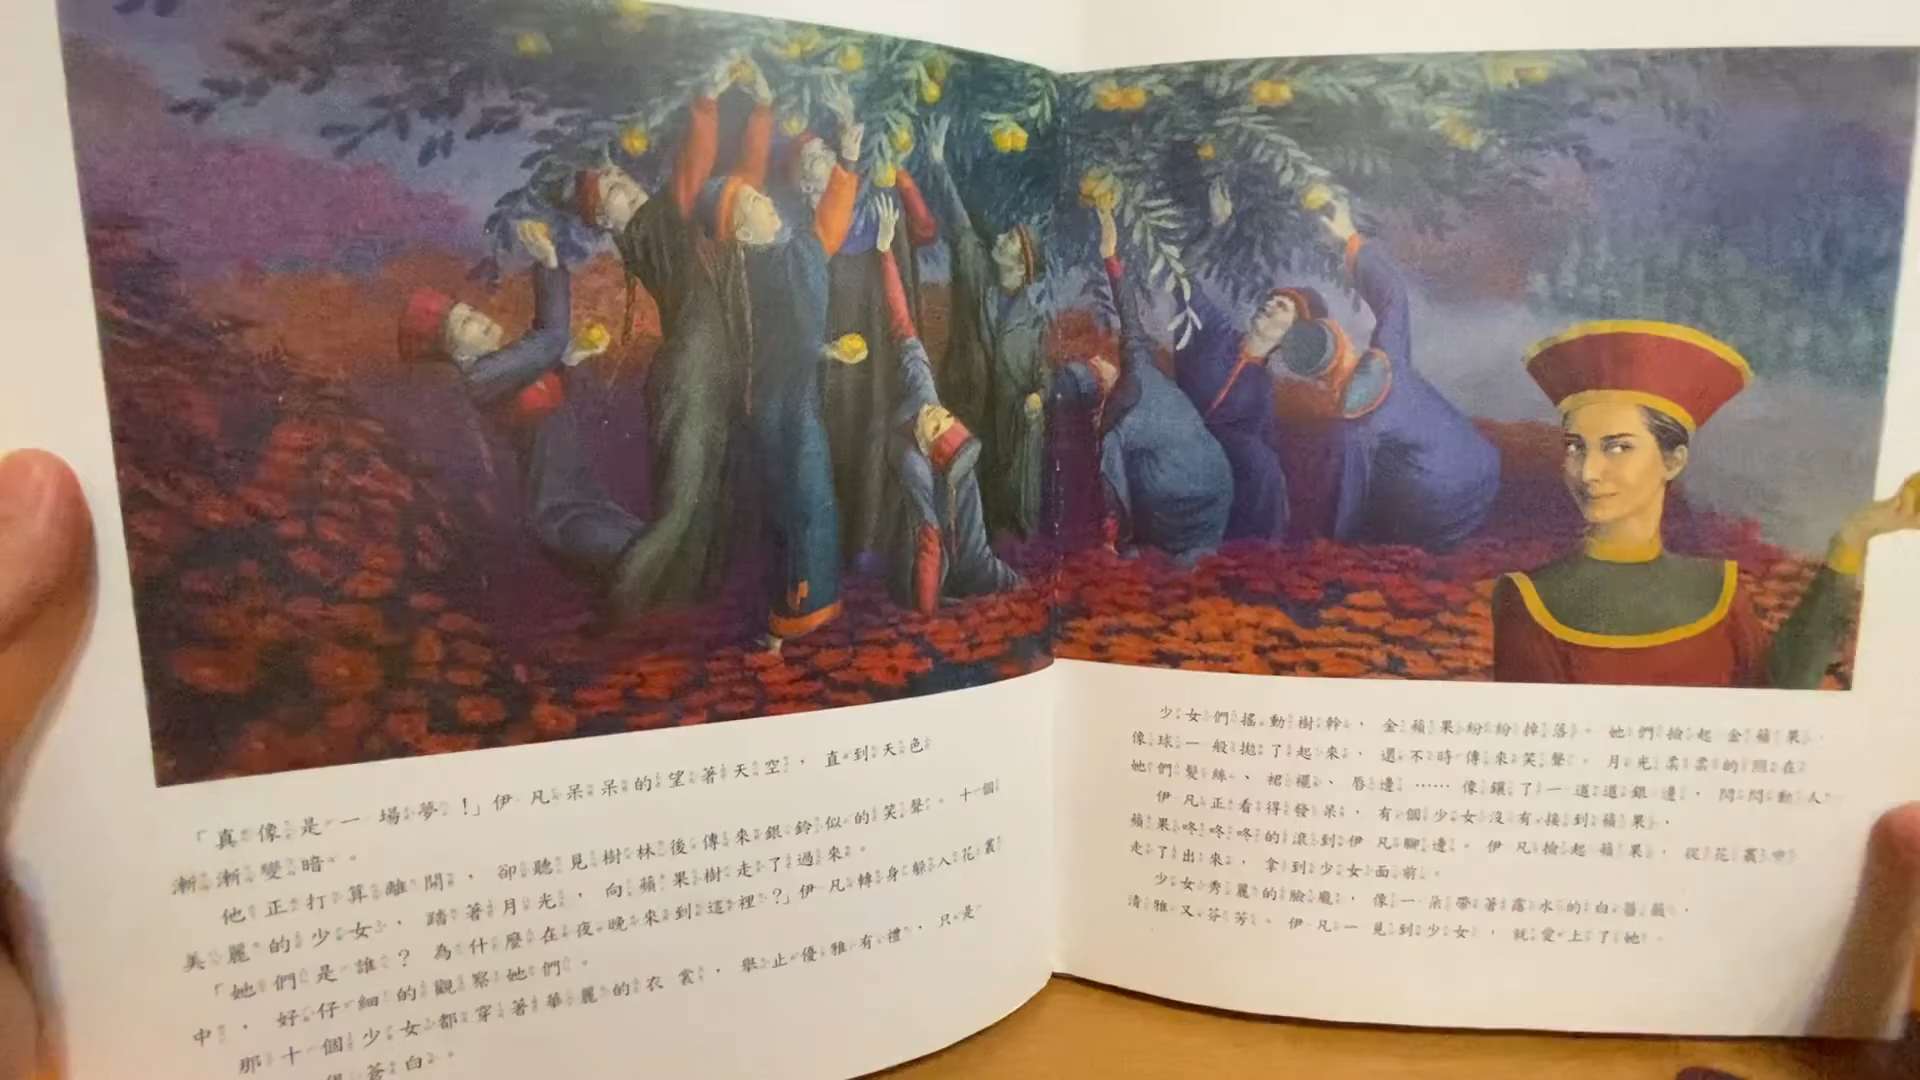 「真像是一場夢!」伊凡呆呆的望著天空,直到天色
漸漸變暗。
他正打算離開,卻聽見樹林後傳來銀鈴似的笑聲。十個
美麗的少女,踏著月光,向蘋果樹走了過來。
「她們是誰?為什麼在夜晚來到這裡?」伊凡轉身躲入花叢
中,好仔細的觀察她們。
那十個少女都穿著華麗的衣裳,舉止優雅有禮,只是
蒼白。
少女們搖動樹幹,金蘋果紛紛掉落。她們撿起金蘋果,
像球一般拋了起來,還不時傳來笑聲。月光柔柔的照在
她們髮絲、裙襬、唇邊……像鑲了一道道銀邊,閃閃動人
伊凡正看得發呆,有個少女沒有接到蘋果,
蘋果咚咚咚的滾到伊凡腳邊。伊凡撿起蘋果,從花叢中
走了出來,拿到少女面前。
少女秀麗的臉龐,像一朵帶著露水的白薔薇,
清雅又芬芳。伊凡一見到少女,就愛上了她。